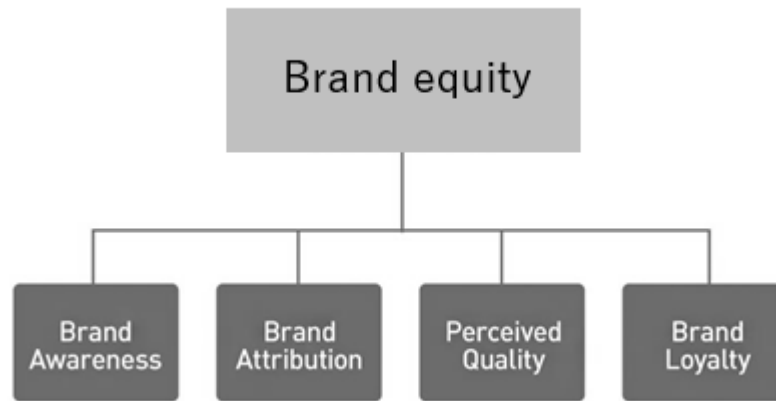 Brand equity
Brand
Awareness
Brand
Attribution
Perceived
Quality
Brand
Loyalty